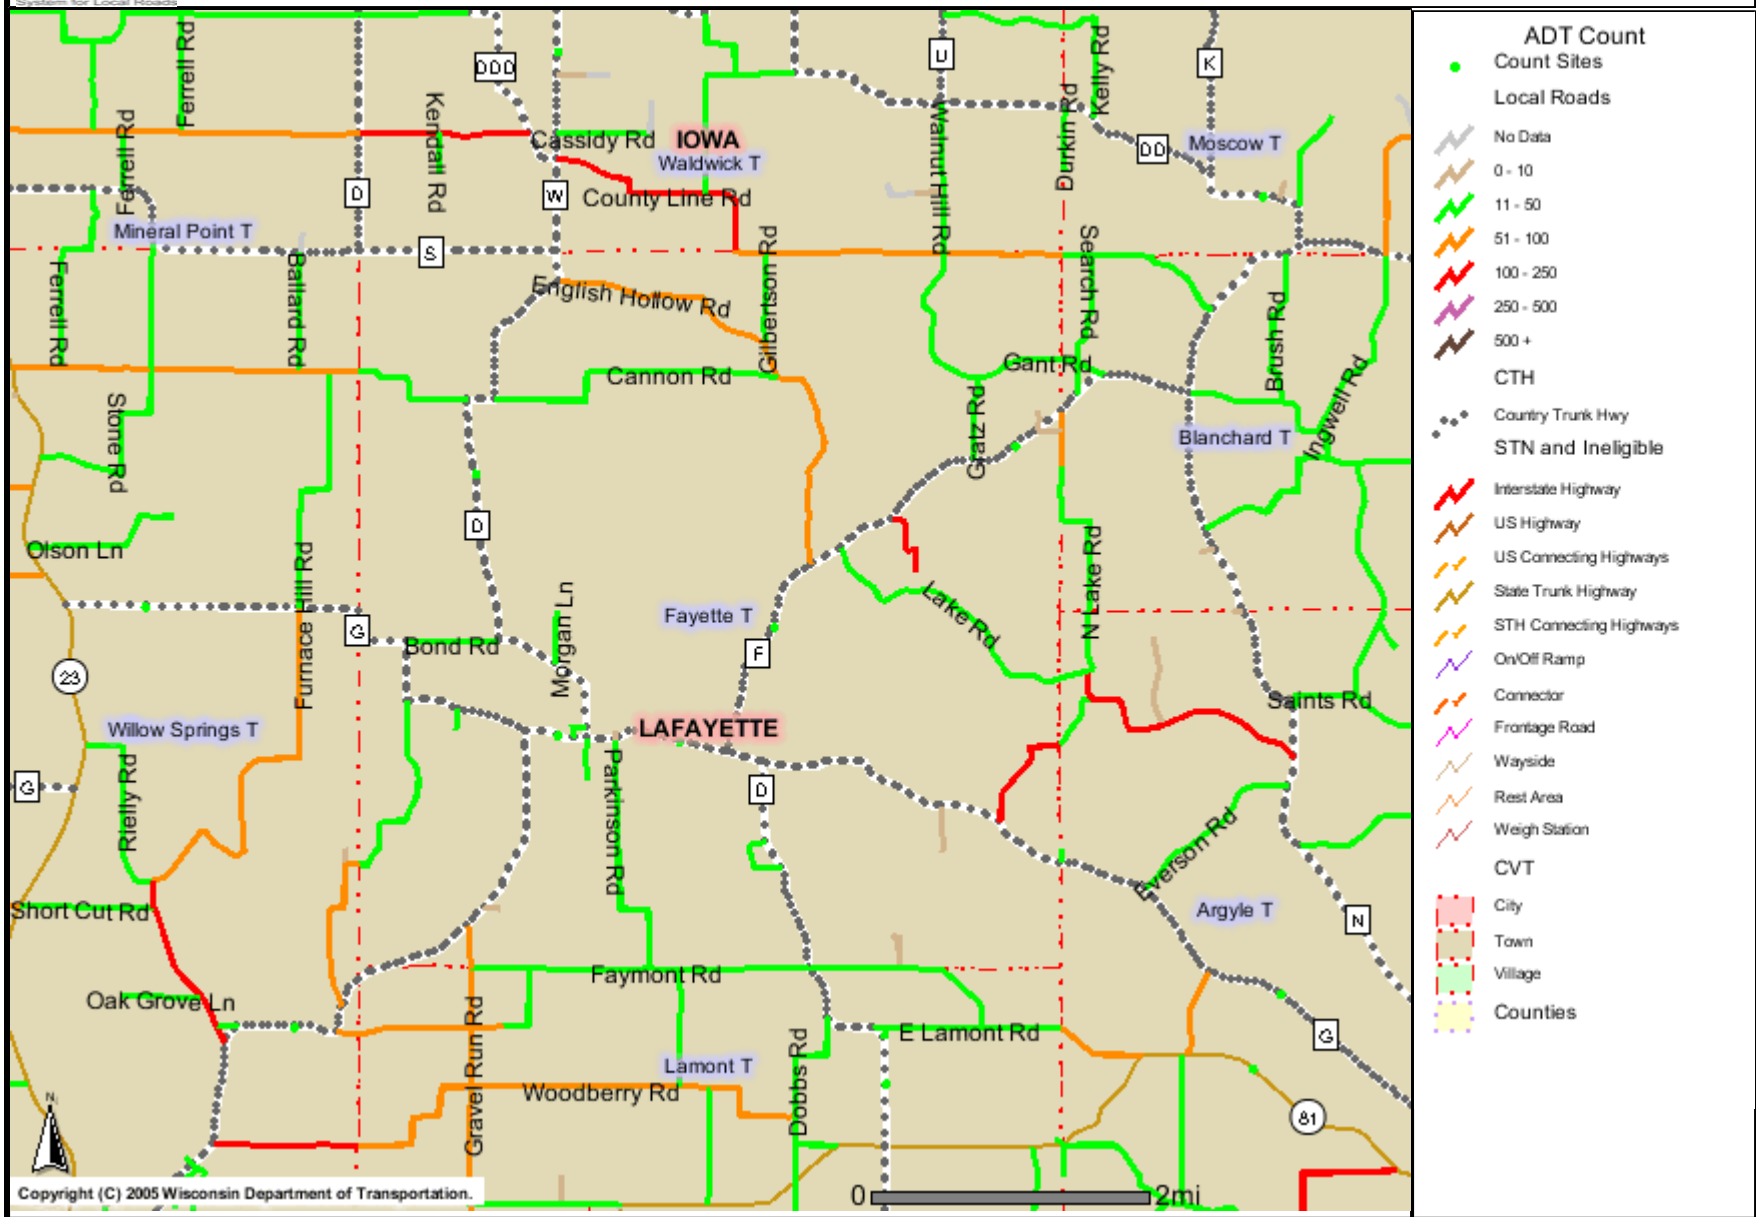 System for Local Roads
Ferrell Rd
DDD
U
Kelly Rd
K
Ferrell Rd
Kendall Rd
Cassidy Rd
IOWA
Waldwick T
Walnut Hill Rd
Durkin Rd
DD
Moscow T
D
W
County Line Rd
Mineral Point T
S
Ferrell Rd
Ballard Rd
English Hollow Rd
Gilbertson Rd
Search Rd
Brush Rd
Cannon Rd
Gant Rd
Ingwell Rd
Stone Rd
Gratz Rd
Blanchard T
D
Olson Ln
Furnace Hill Rd
Morgan Ln
Fayette T
Lake Rd
N Lake Rd
G
Bond Rd
F
23
Willow Springs T
LAFAYETTE
Saints Rd
G
Rielly Rd
Parkinson Rd
D
Everson Rd
Short Cut Rd
Argyle T
N
Faymont Rd
Oak Grove Ln
Gravel Run Rd
E Lamont Rd
G
Lamont T
Dobbs Rd
Woodberry Rd
81
N
Copyright (C) 2005 Wisconsin Department of Transportation.
0 2mi
ADT Count
Count Sites
Local Roads
No Data
0 - 10
11 - 50
51 - 100
100 - 250
250 - 500
500 +
CTH
Country Trunk Hwy
STN and Ineligible
Interstate Highway
US Highway
US Connecting Highways
State Trunk Highway
STH Connecting Highways
On/Off Ramp
Connector
Frontage Road
Wayside
Rest Area
Weigh Station
CVT
City
Town
Village
Counties